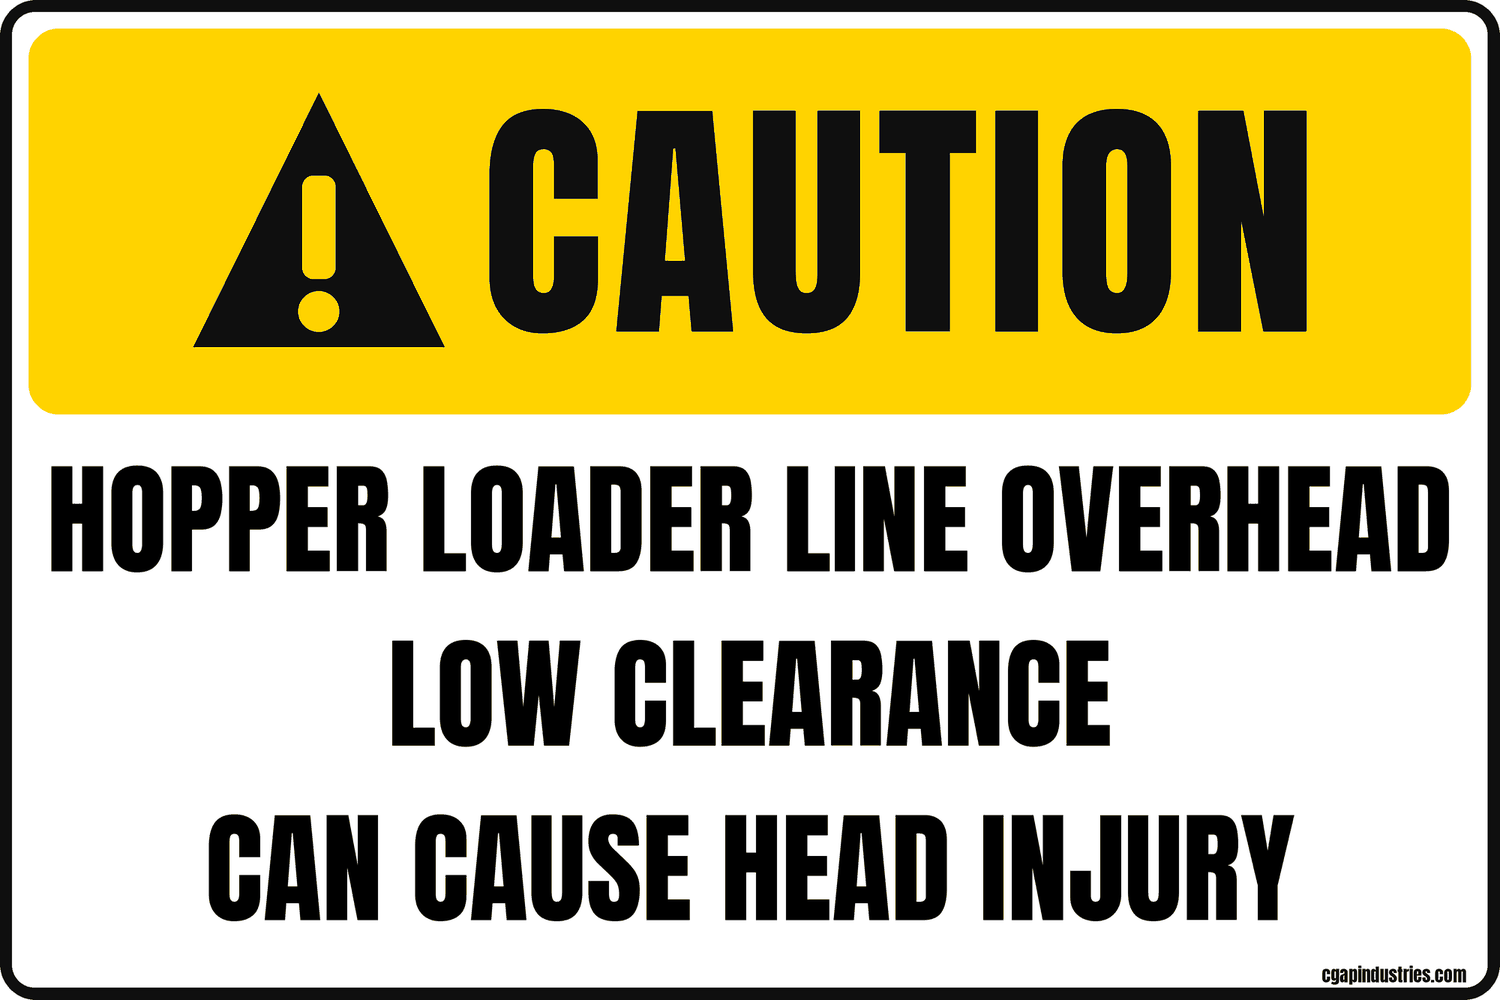 CAUTION
HOPPER LOADER LINE OVERHEAD
LOW CLEARANCE
CAN CAUSE HEAD INJURY
cgapindustries.com